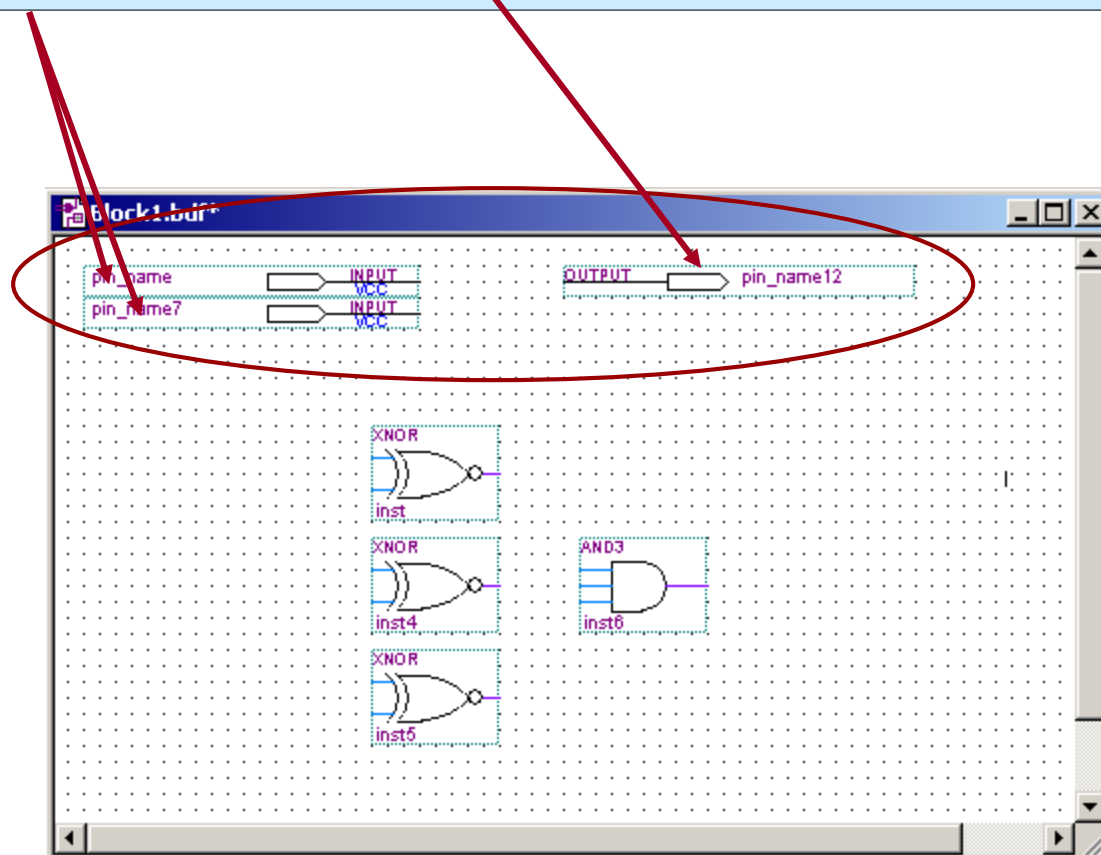 Block1.bdf*
pin_name INPUT VCC OUTPUT pin_name12
pin_name7 INPUT VCC
XNOR
inst
XNOR AND3
inst4 inst6
XNOR
inst5